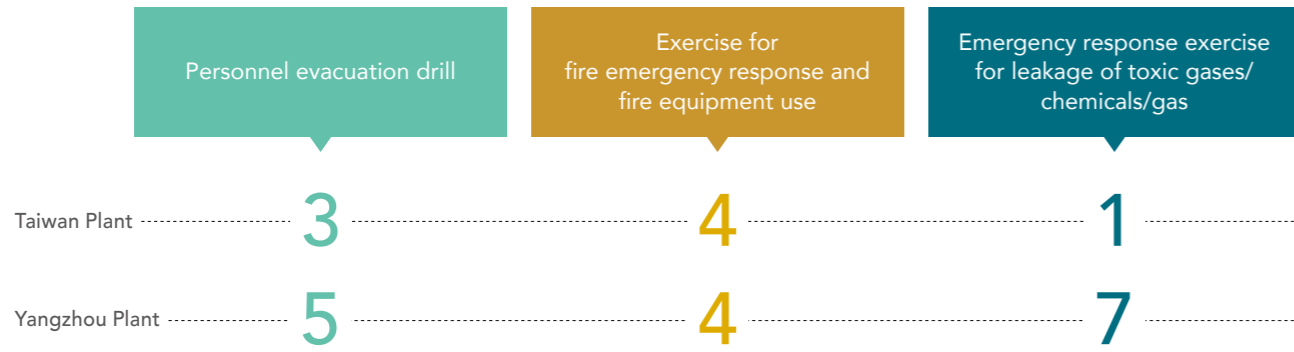 Personnel evacuation drill
Exercise for
fire emergency response and
fire equipment use
Emergency response exercise
for leakage of toxic gases/
chemicals/gas
Taiwan Plant 3 4 1
Yangzhou Plant 5 4 7